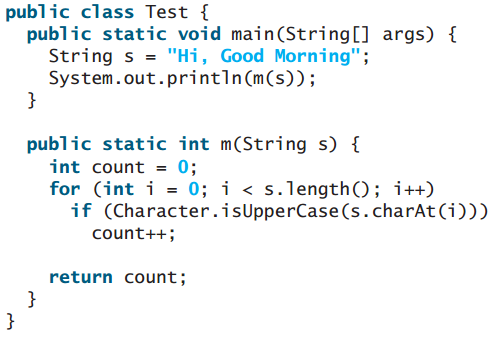 public class Test {
  public static void main(String[] args) {
    String s = "Hi, Good Morning";
    System.out.println(m(s));
  }

  public static int m(String s) {
    int count = 0;
    for (int i = 0; i < s.length(); i++)
      if (Character.isUpperCase(s.charAt(i)))
        count++;

    return count;
  }
}